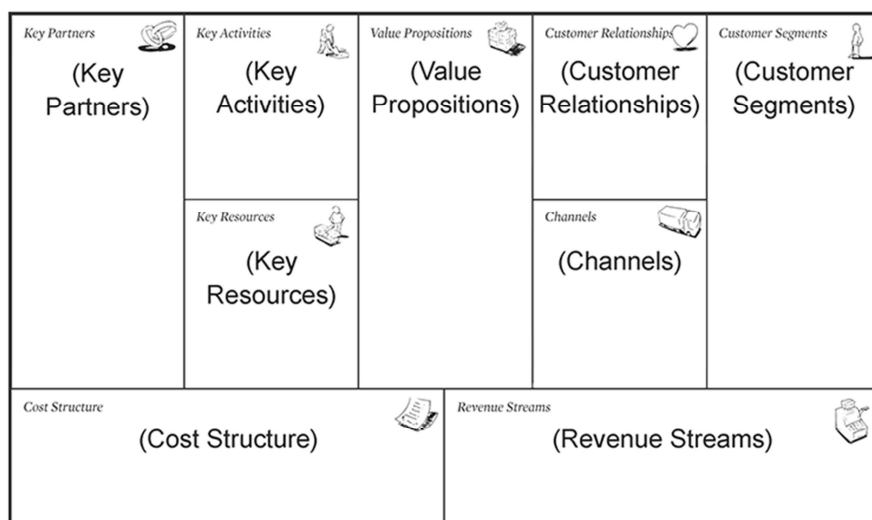 Key Partners
(Key
Partners)
Key Activities
(Key
Activities)
Key Resources
(Key
Resources)
Value Propositions
(Value
Propositions)
Customer Relationships
(Customer
Relationships)
Channels
(Channels)
Customer Segments
(Customer
Segments)
Cost Structure
(Cost Structure)
Revenue Streams
(Revenue Streams)